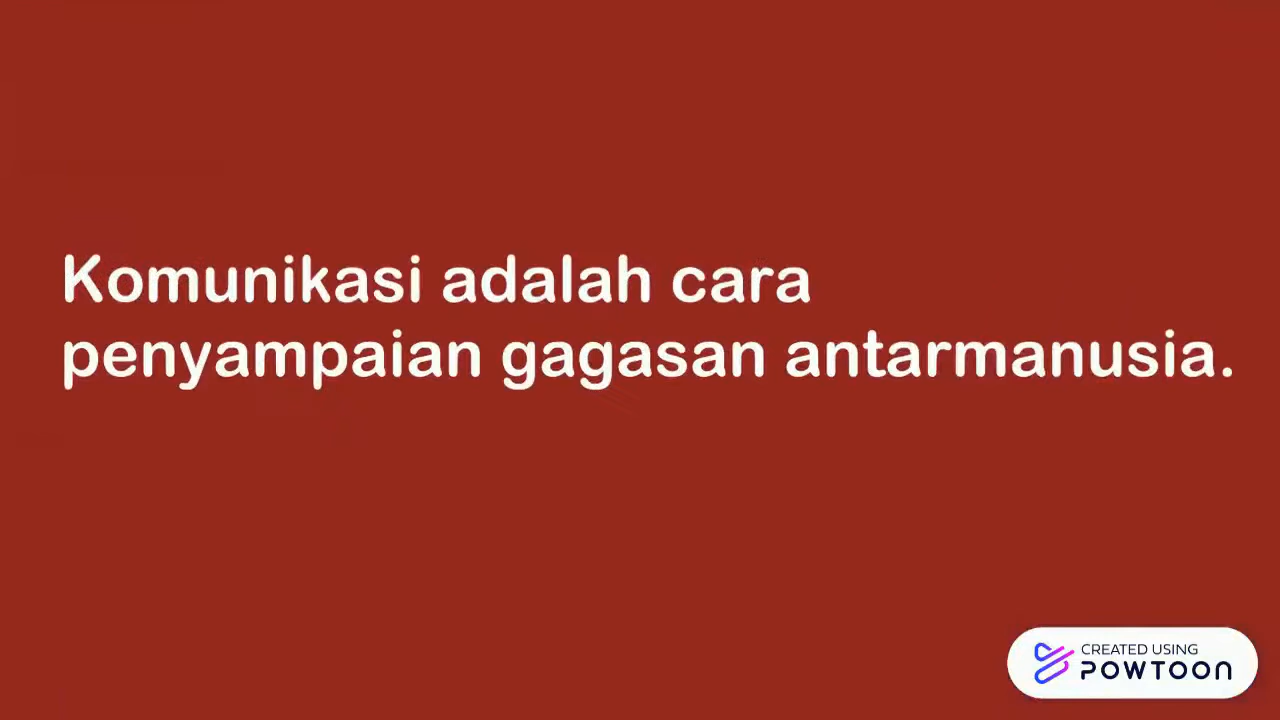 Komunikasi adalah cara
penyampaian gagasan antarmanusia.
CREATED USING
POWTOON